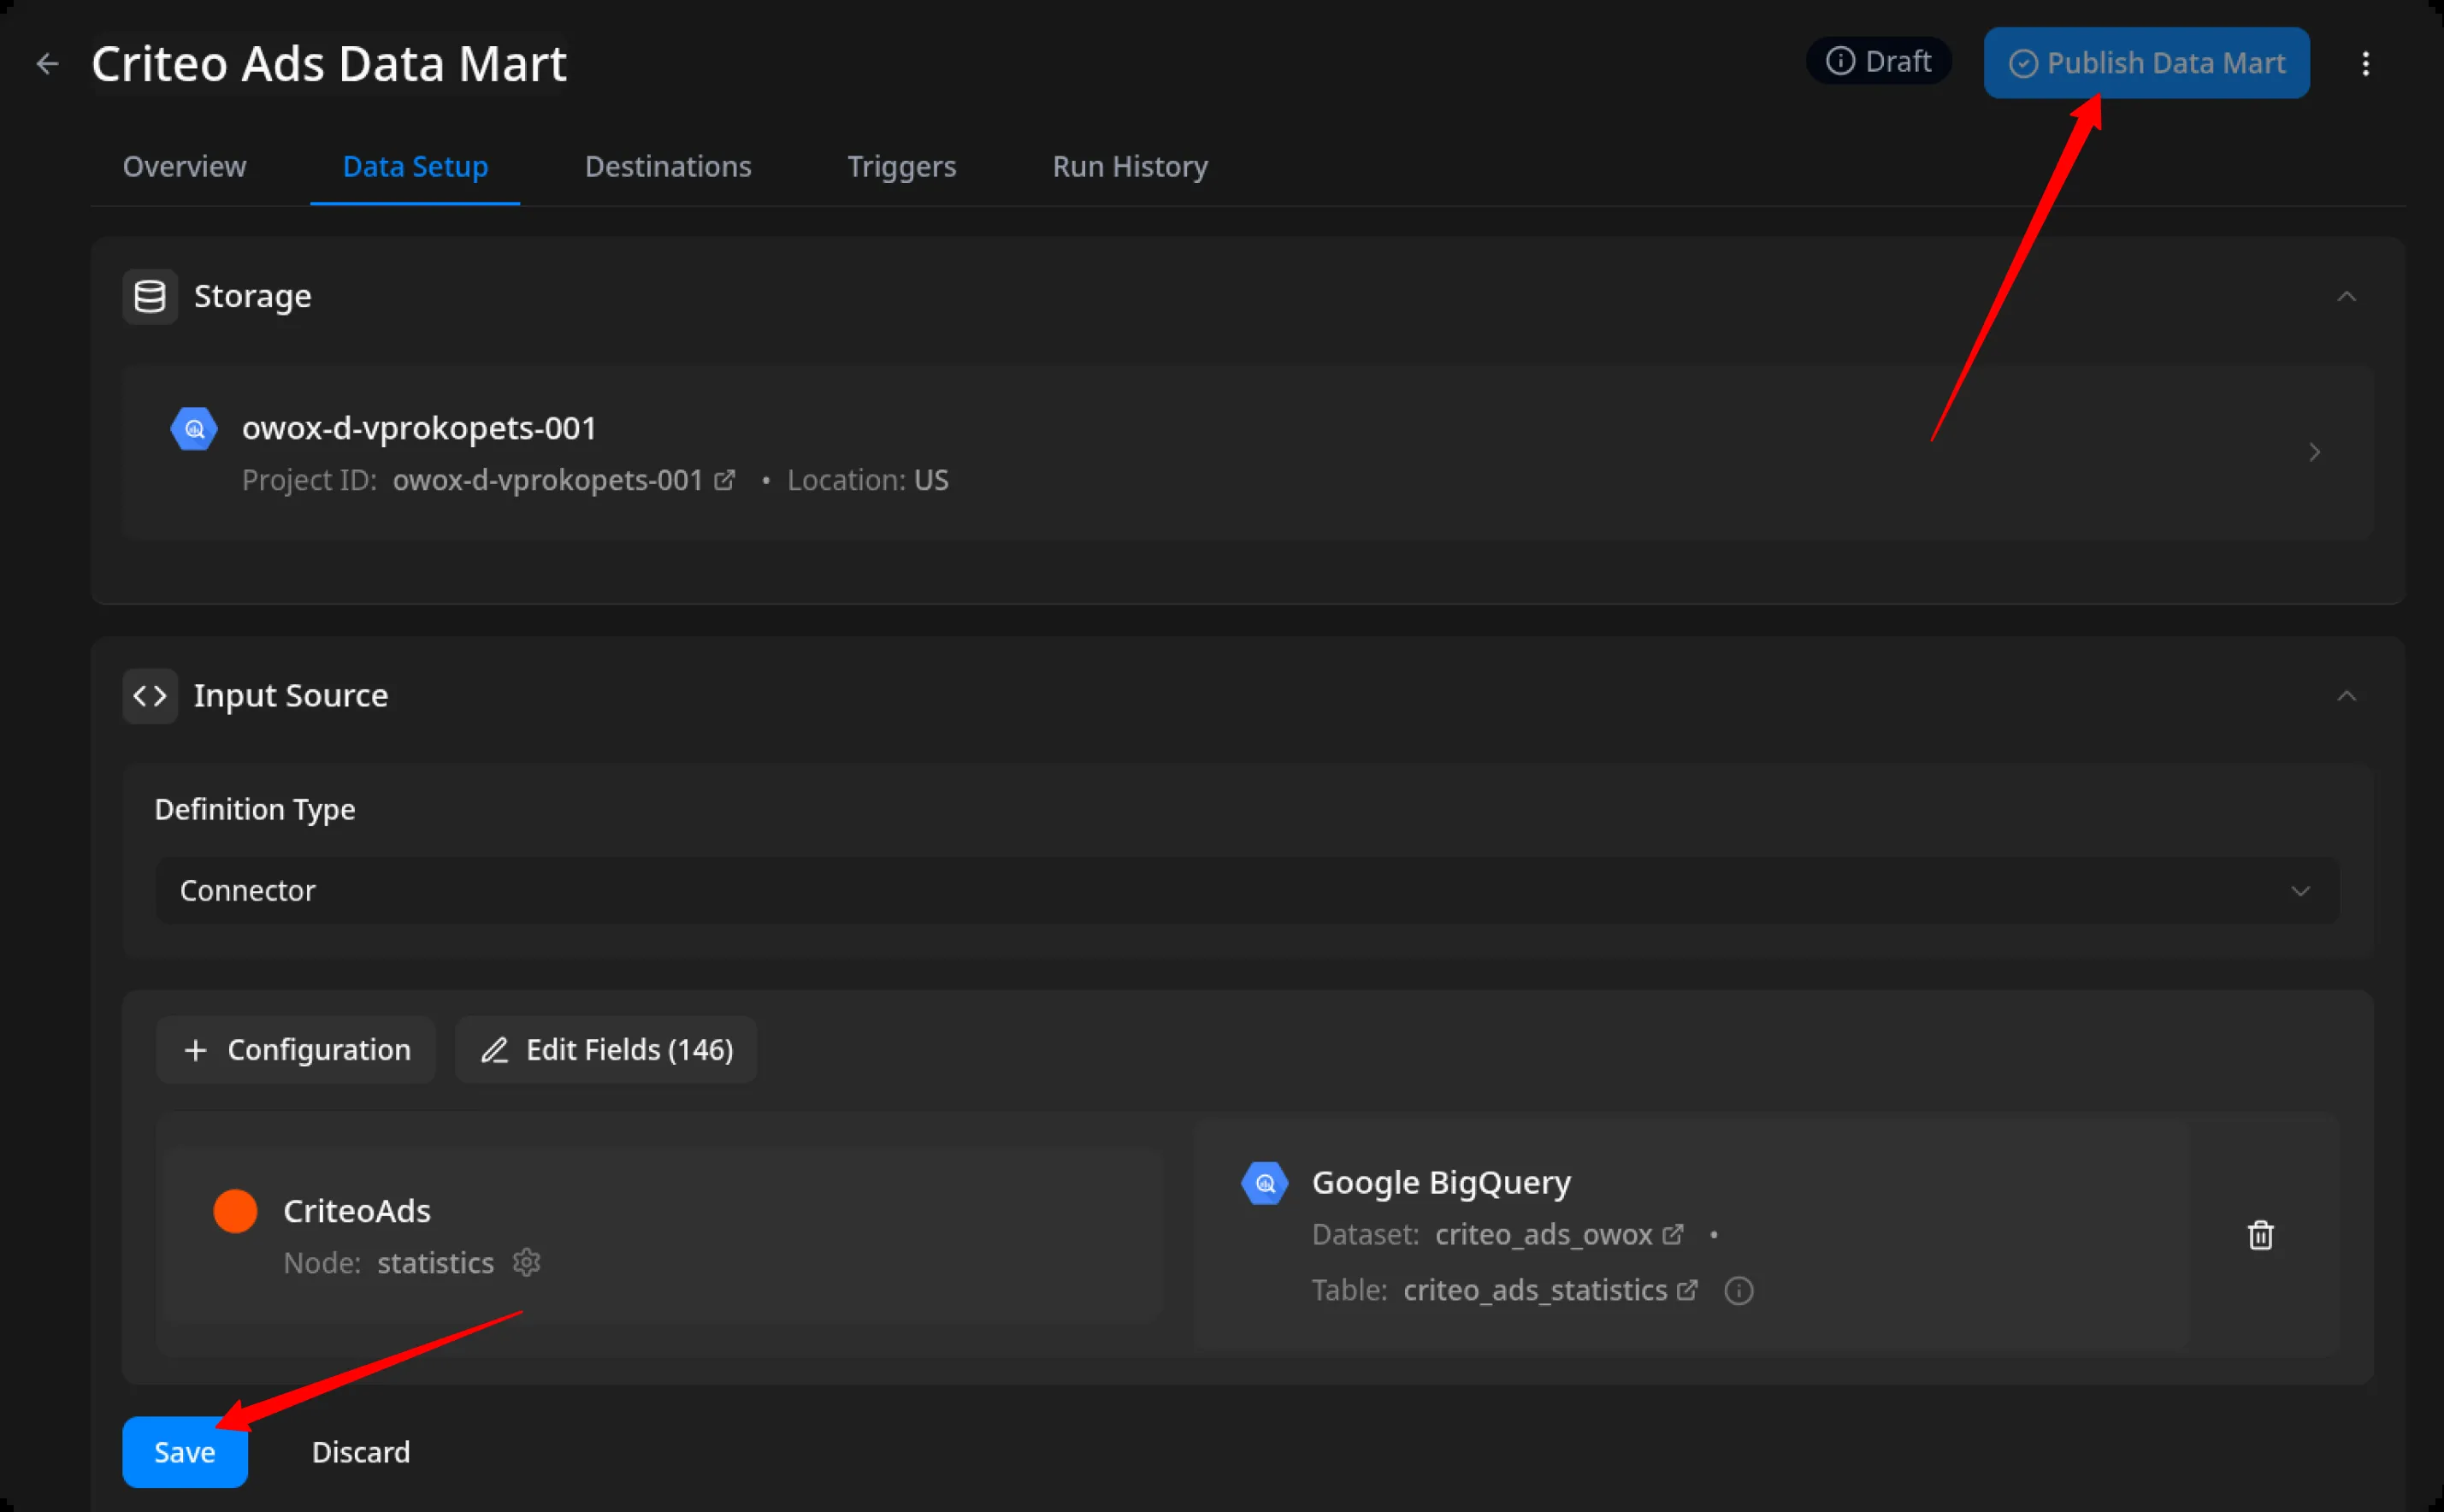 Criteo Ads Data Mart
Draft
Publish Data Mart
Overview
Data Setup
Destinations
Triggers
Run History
Storage
owox-d-vprokopets-001
Project ID: owox-d-vprokopets-001 • Location: US
Input Source
Definition Type
Connector
+ Configuration
Edit Fields (146)
CriteoAds
Node: statistics
Google BigQuery
Dataset: criteo_ads_owox •
Table: criteo_ads_statistics
Save
Discard